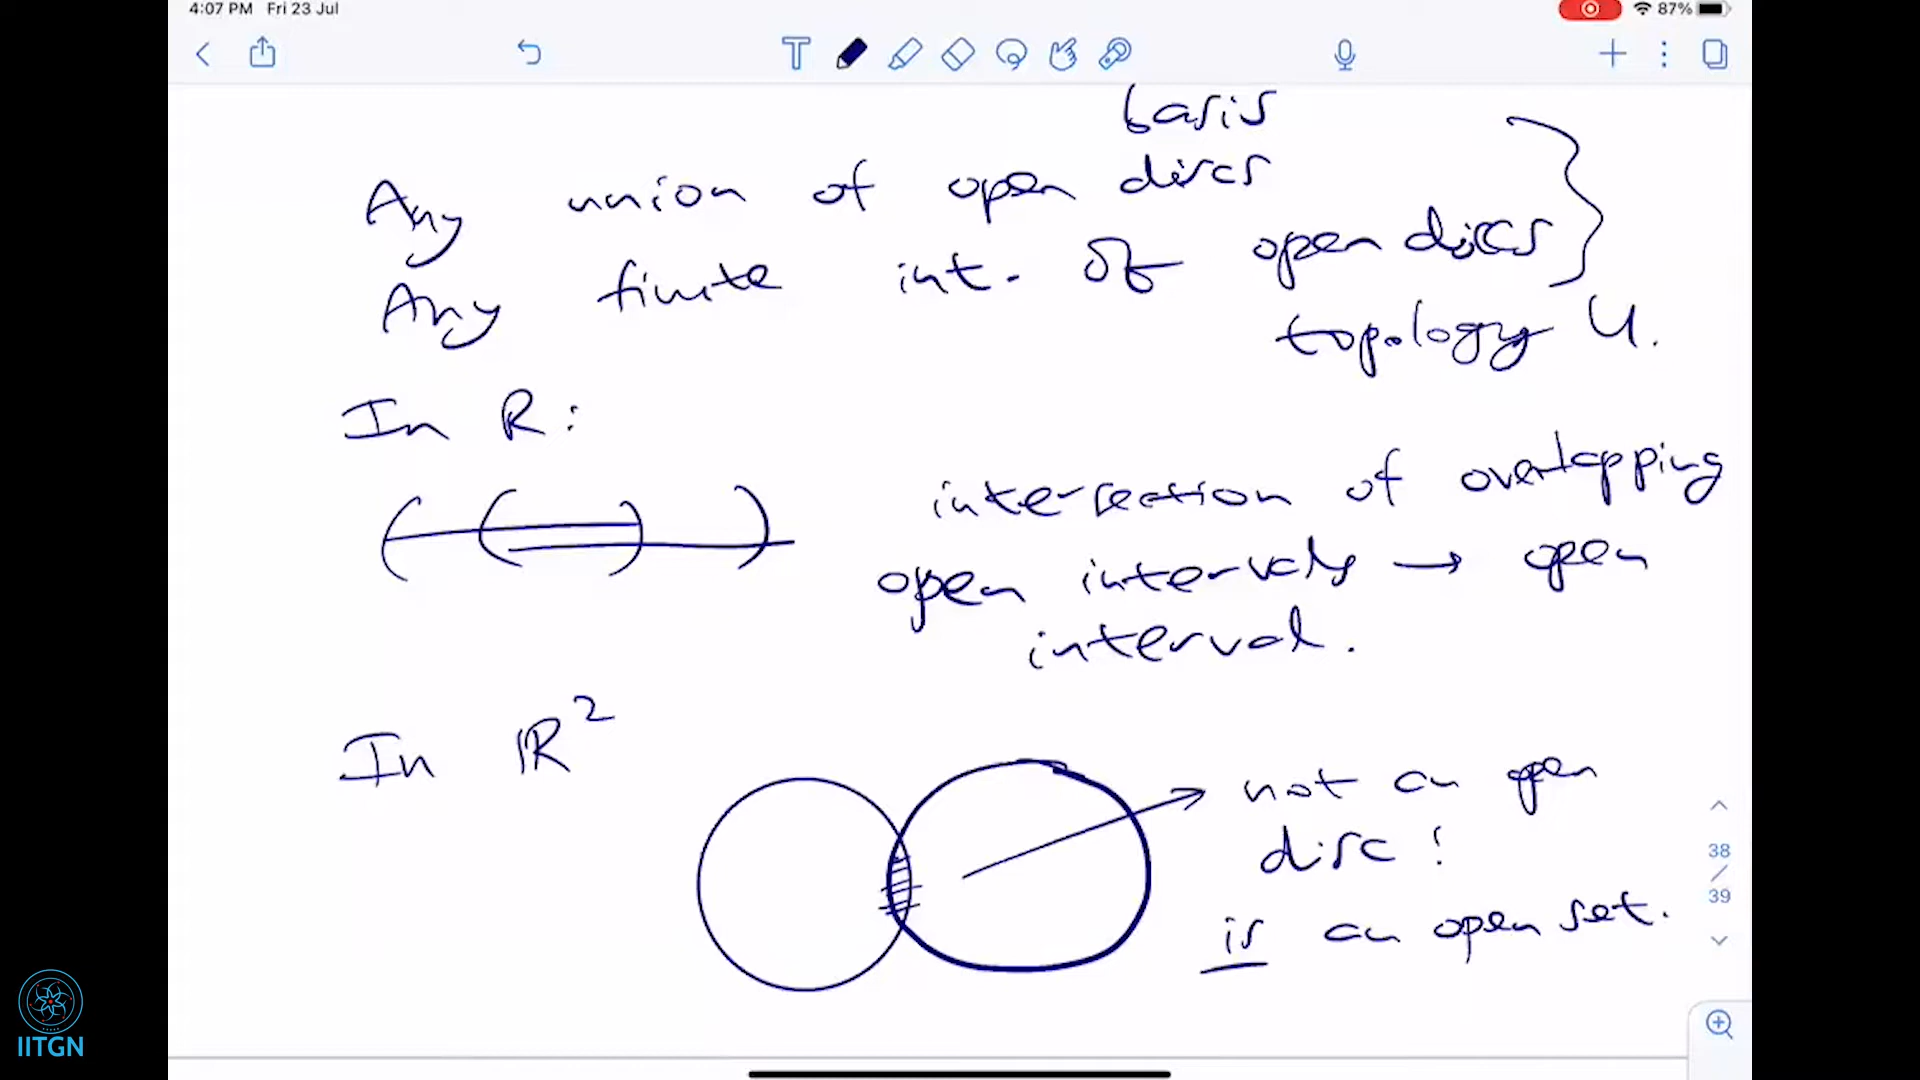 4:07 PM Fri 23 Jul
87%
T
basis
Any union of open discs
Any finite int. of open discs
topology U.
In R:
intersection of overlapping
open intervals → open
interval.
In ℝ²
not an open
disc!
is an open set.
38
/
39
IITGN